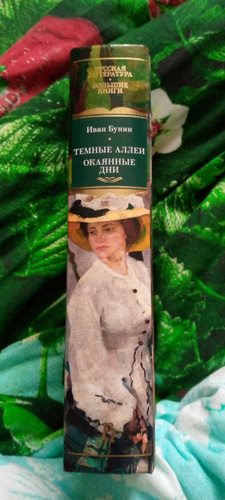 РУССКАЯ
ЛИТЕРАТУРА
БОЛЬШИЕ
КНИГИ
Иван Бунин
ТЕМНЫЕ АЛЛЕИ
ОКАЯННЫЕ
ДНИ